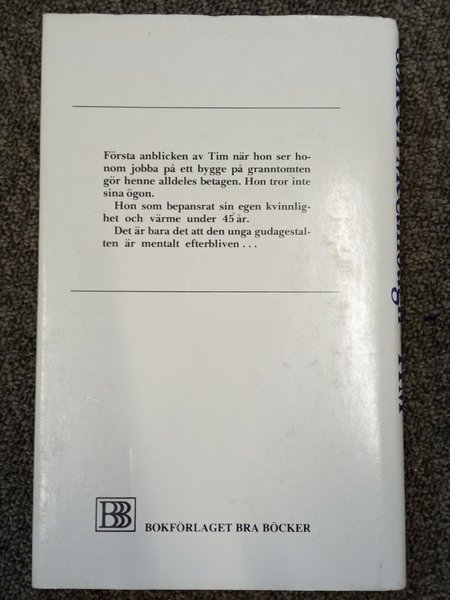 Första anblicken av Tim när hon ser ho-
nom jobba på ett bygge på granntomten
gör henne alldeles betagen. Hon tror inte
sina ögon.
Hon som bepansrat sin egen kvinnlig-
het och värme under 45 år.
Det är bara det att den unga gudagestal-
ten är mentalt efterbliven...
BBB
BOKFÖRLAGET BRA BÖCKER